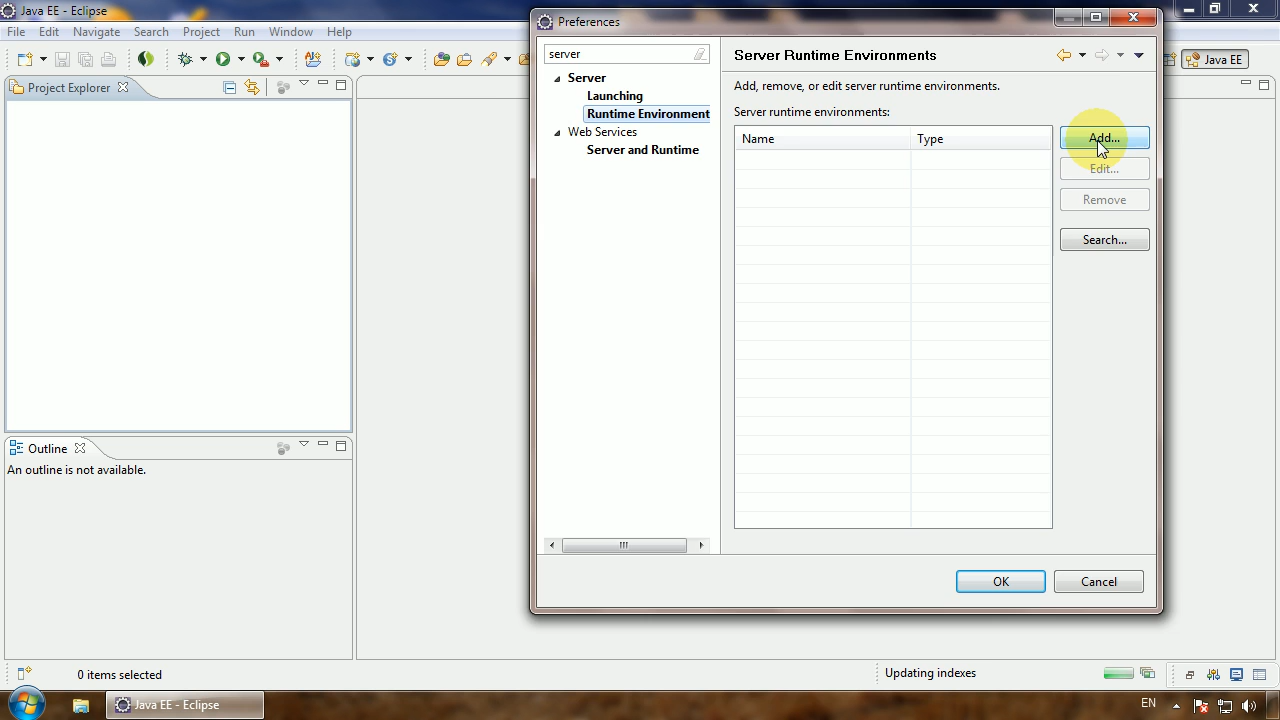 Java EE - Eclipse
File Edit Navigate Search Project Run Window Help
Java EE
Project Explorer
Outline
An outline is not available.
Preferences
server
Server
Launching
Runtime Environment
Web Services
Server and Runtime
Server Runtime Environments
Add, remove, or edit server runtime environments.
Server runtime environments:
Name Type
Add...
Edit...
Remove
Search...
OK Cancel
0 items selected
Updating indexes
Java EE - Eclipse
EN